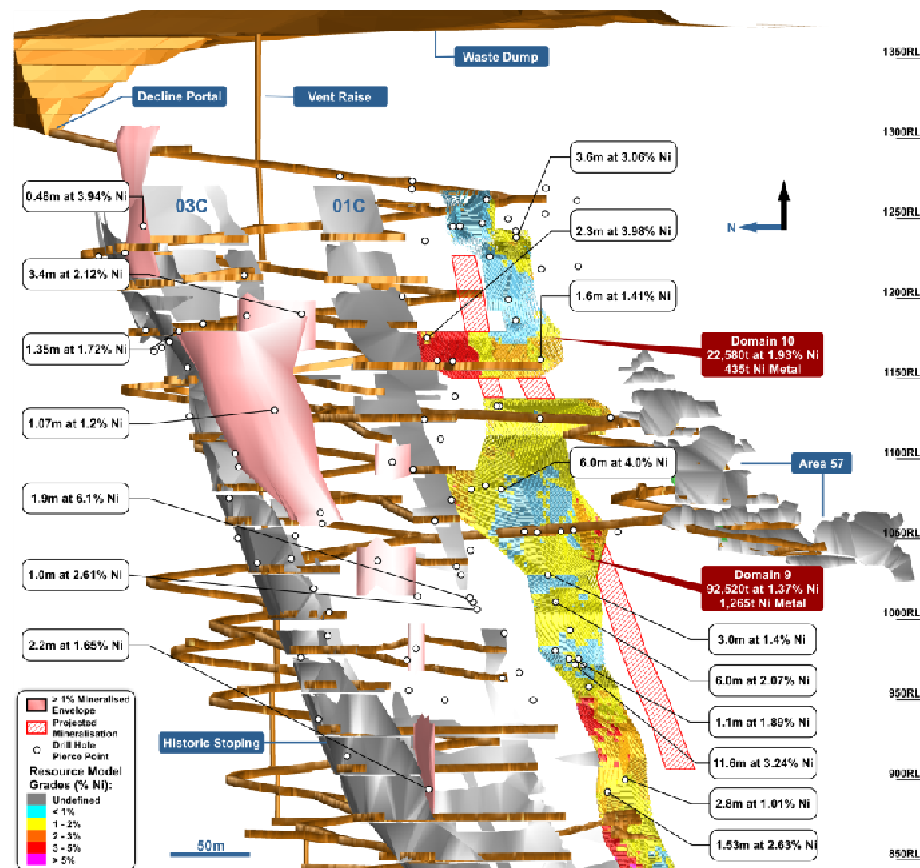 Waste Dump
1350RL
Decline Portal
Vent Raise
1300RL
3.6m at 3.06% Ni
0.48m at 3.94% Ni
03C
01C
1250RL
N
2.3m at 3.98% Ni
3.4m at 2.12% Ni
1.6m at 1.41% Ni
1200RL
1.35m at 1.72% Ni
Domain 10
22,580t at 1.93% Ni
435t Ni Metal
1150RL
1.07m at 1.2% Ni
6.0m at 4.0% Ni
Area 57
1100RL
1.9m at 6.1% Ni
1050RL
1.0m at 2.61% Ni
Domain 9
92,520t at 1.37% Ni
1,265t Ni Metal
1000RL
2.2m at 1.65% Ni
3.0m at 1.4% Ni
6.0m at 2.07% Ni
950RL
≥ 1% Mineralised
Envelope
Projected
Mineralisation
Drill Hole
Pierce Point
Historic Stoping
1.1m at 1.89% Ni
11.6m at 3.24% Ni
Resource Model
Grades (% Ni):
Undefined
< 1%
1 - 2%
2 - 3%
3 - 5%
> 5%
900RL
2.8m at 1.01% Ni
1.53m at 2.63% Ni
50m
850RL